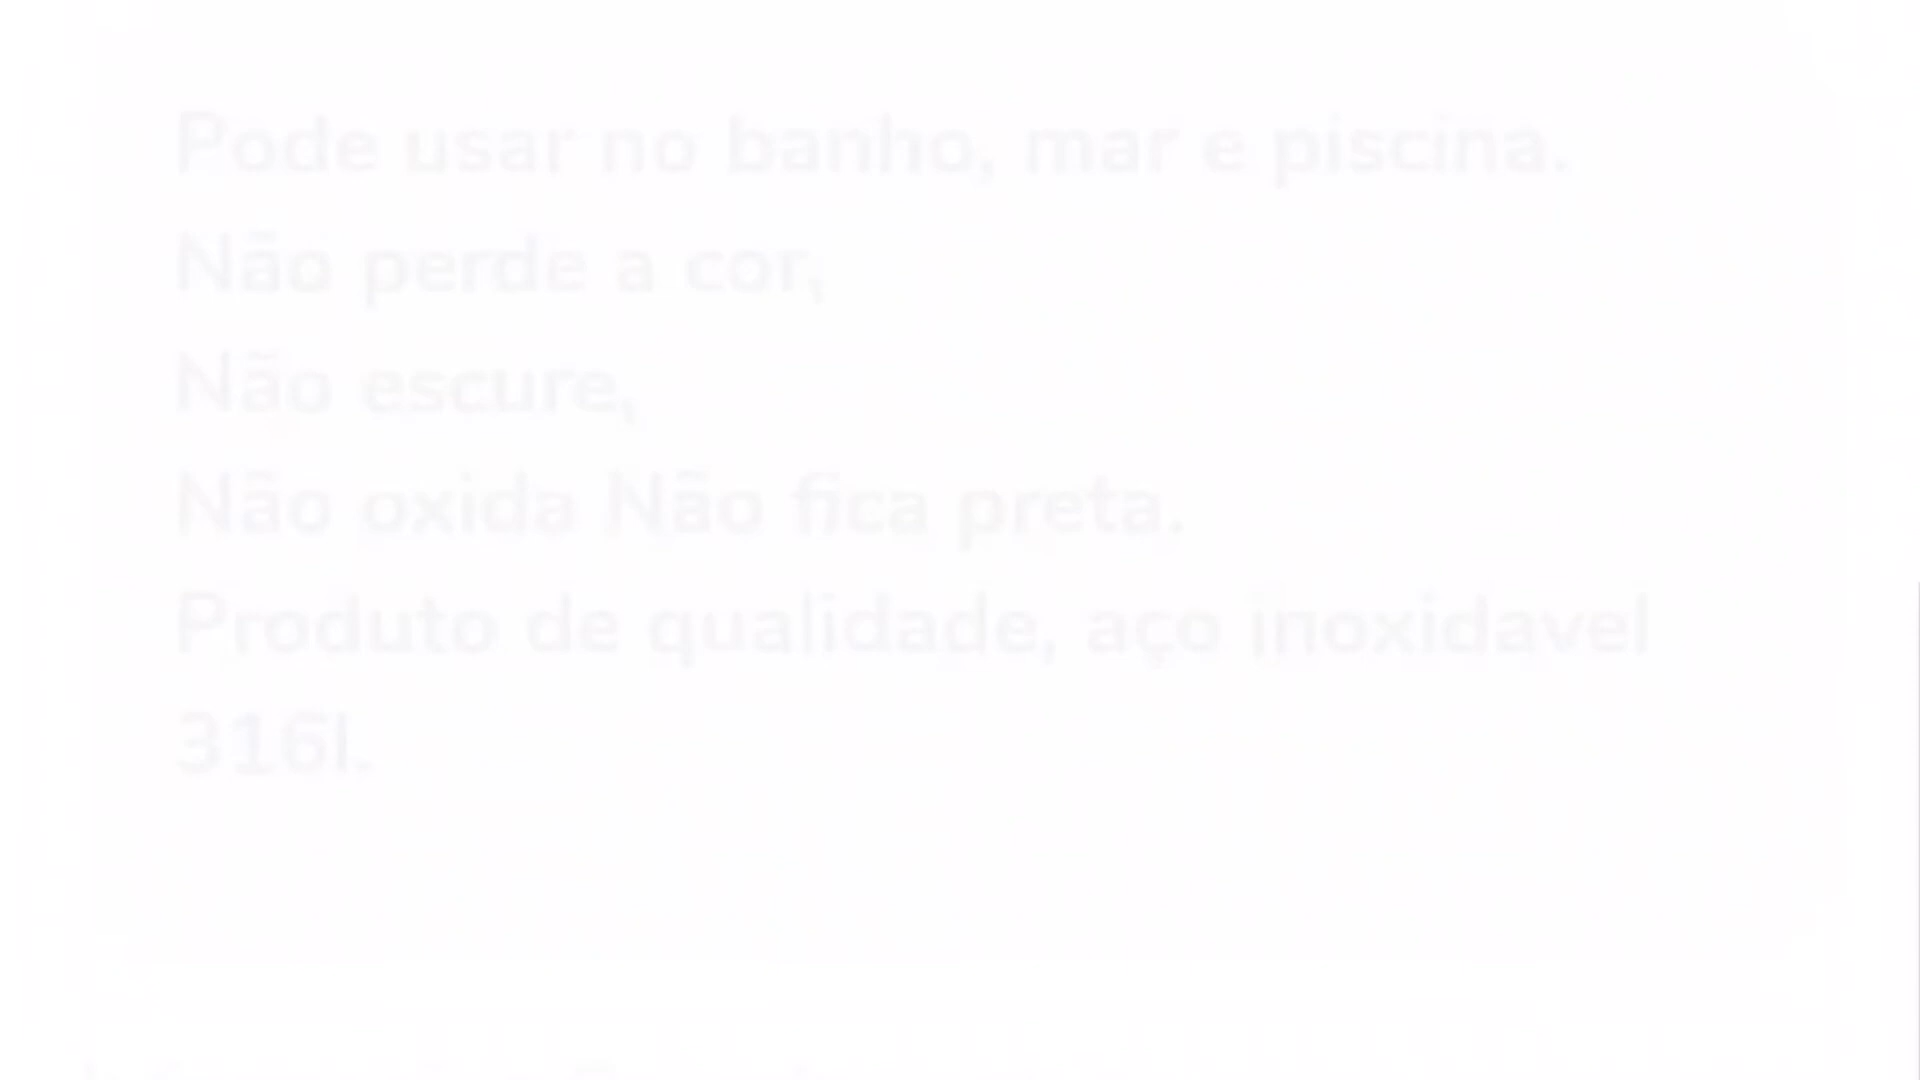 Pode usar no banho, mar e piscina.
Não perde a cor,
Não escure,
Não oxida Não fica preta.
Produto de qualidade, aço inoxidavel
316l.